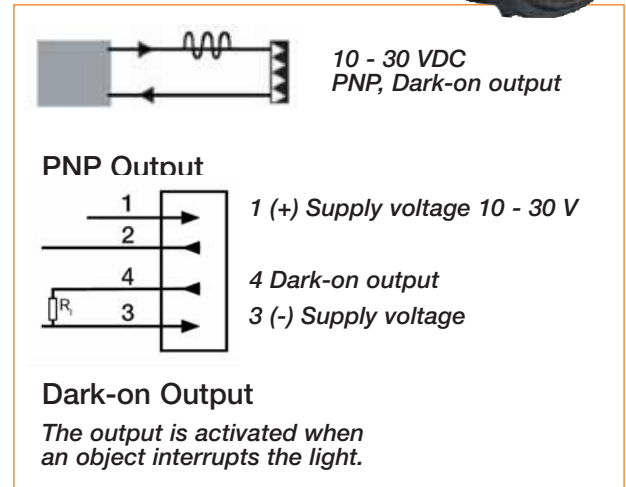 10 - 30 VDC
PNP, Dark-on output
PNP Output
1
1 (+) Supply voltage 10 - 30 V
2
4
4 Dark-on output
R
3
3 (-) Supply voltage
Dark-on Output
The output is activated when
an object interrupts the light.